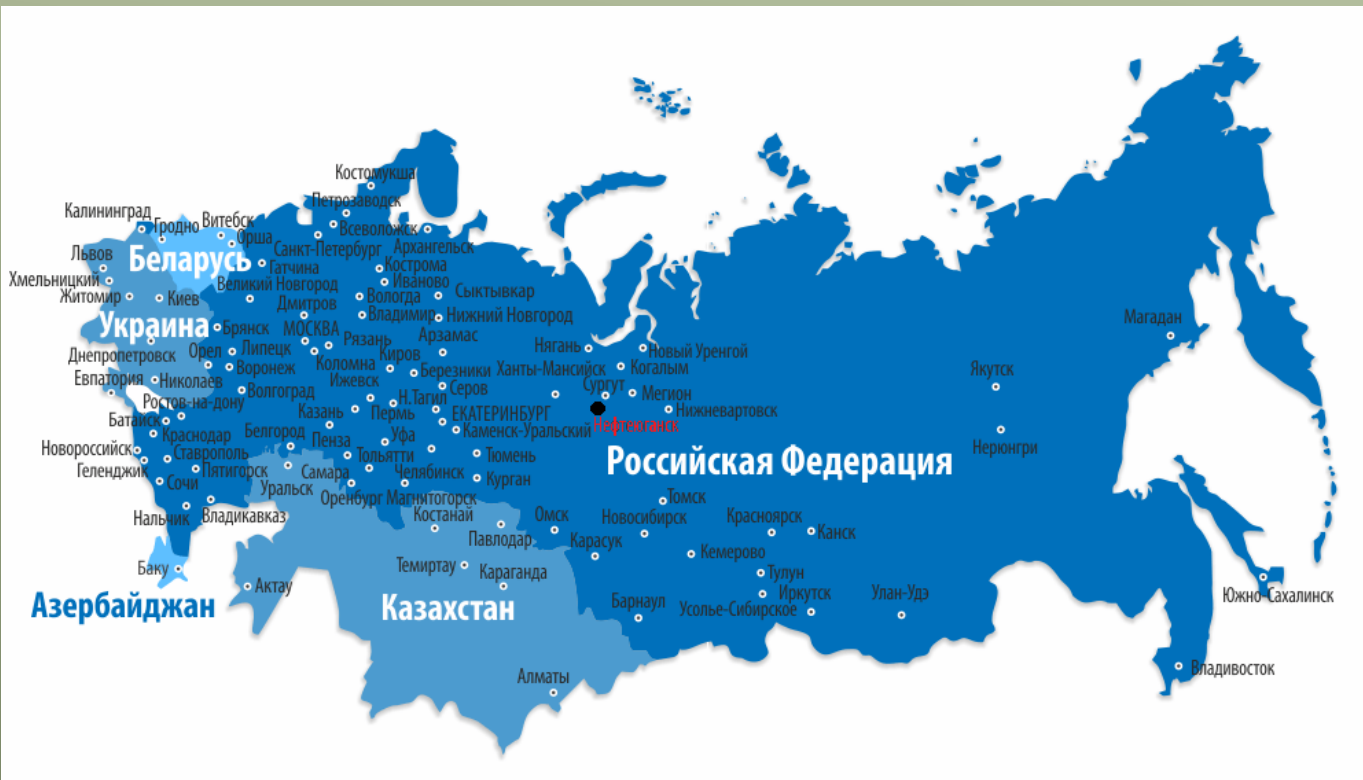 Костомукша
Петрозаводск
Калининград
Гродно
Витебск
Всеволожск
Орша
Санкт-Петербург
Архангельск
Львов
Беларусь
Гатчина
Кострома
Хмельницкий
Великий Новгород
Иваново
Житомир
Киев
Вологда
Сыктывкар
Дмитров
Владимир
Нижний Новгород
Магадан
Украина
Брянск
МОСКВА
Рязань
Арзамас
Нягань
Новый Уренгой
Днепропетровск
Орел
Липецк
Киров
Коломна
Воронеж
Березники
Ханты-Мансийск
Когалым
Якутск
Евпатория
Николаев
Ижевск
Серов
Сургут
Волгоград
Мегион
Ростов-на-дону
Н.Тагил
Казань
Пермь
ЕКАТЕРИНБУРГ
Нижневартовск
Батайск
Нефтеюганск
Краснодар
Белгород
Пенза
Уфа
Каменск-Уральский
Новороссийск
Ставрополь
Тольятти
Тюмень
Нерюнгри
Российская Федерация
Геленджик
Пятигорск
Самара
Челябинск
Сочи
Уральск
Курган
Оренбург
Магнитогорск
Томск
Нальчик
Владикавказ
Костанай
Омск
Новосибирск
Красноярск
Канск
Павлодар
Карасук
Кемерово
Баку
Темиртау
Караганда
Тулун
Актау
Иркутск
Улан-Удэ
Южно-Сахалинск
Азербайджан
Казахстан
Барнаул
Усолье-Сибирское
Алматы
Владивосток